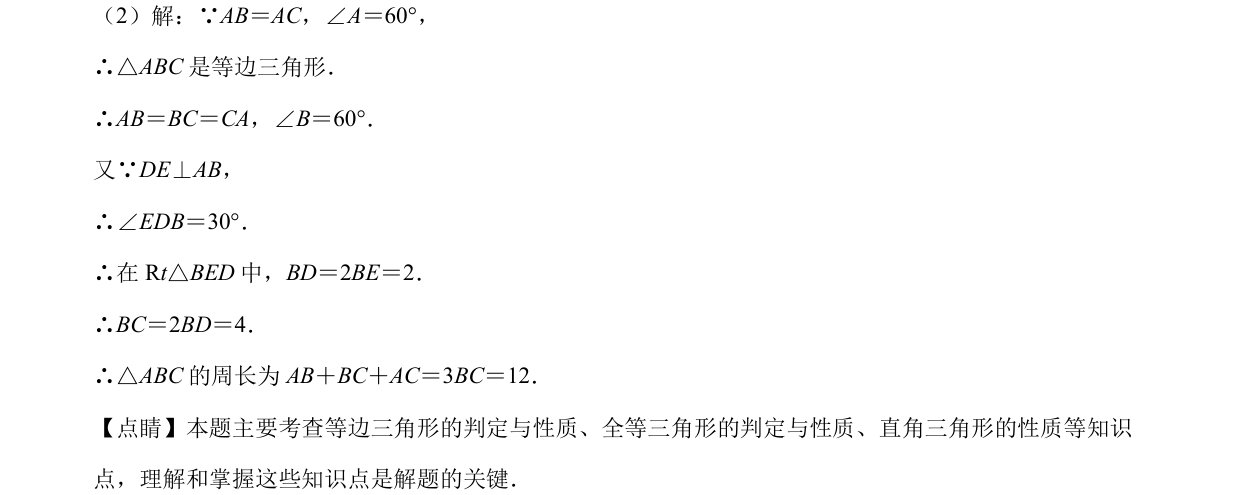 （2）解：∵AB＝AC，∠A＝60°，
∴△ABC 是等边三角形．
∴AB＝BC＝CA，∠B＝60°．
又∵DE⊥AB，
∴∠EDB＝30°．
∴在 Rt△BED 中，BD＝2BE＝2．
∴BC＝2BD＝4．
∴△ABC 的周长为 AB＋BC＋AC＝3BC＝12．
【点睛】本题主要考查等边三角形的判定与性质、全等三角形的判定与性质、直角三角形的性质等知识
点，理解和掌握这些知识点是解题的关键．